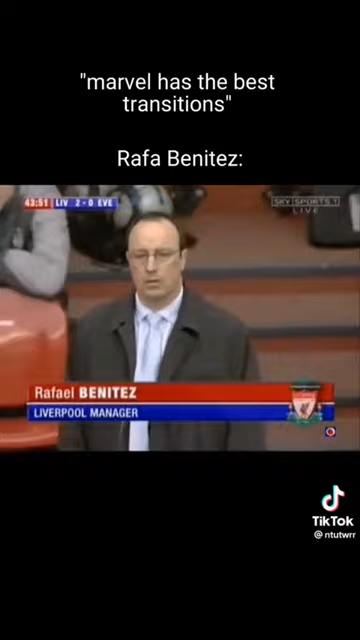 "marvel has the best
transitions"
Rafa Benitez:
43:51 LIV 2-0 EVE
SKY SPORTS 1
LIVE
Rafael BENITEZ
LIVERPOOL MANAGER
TikTok
@ntutwrr